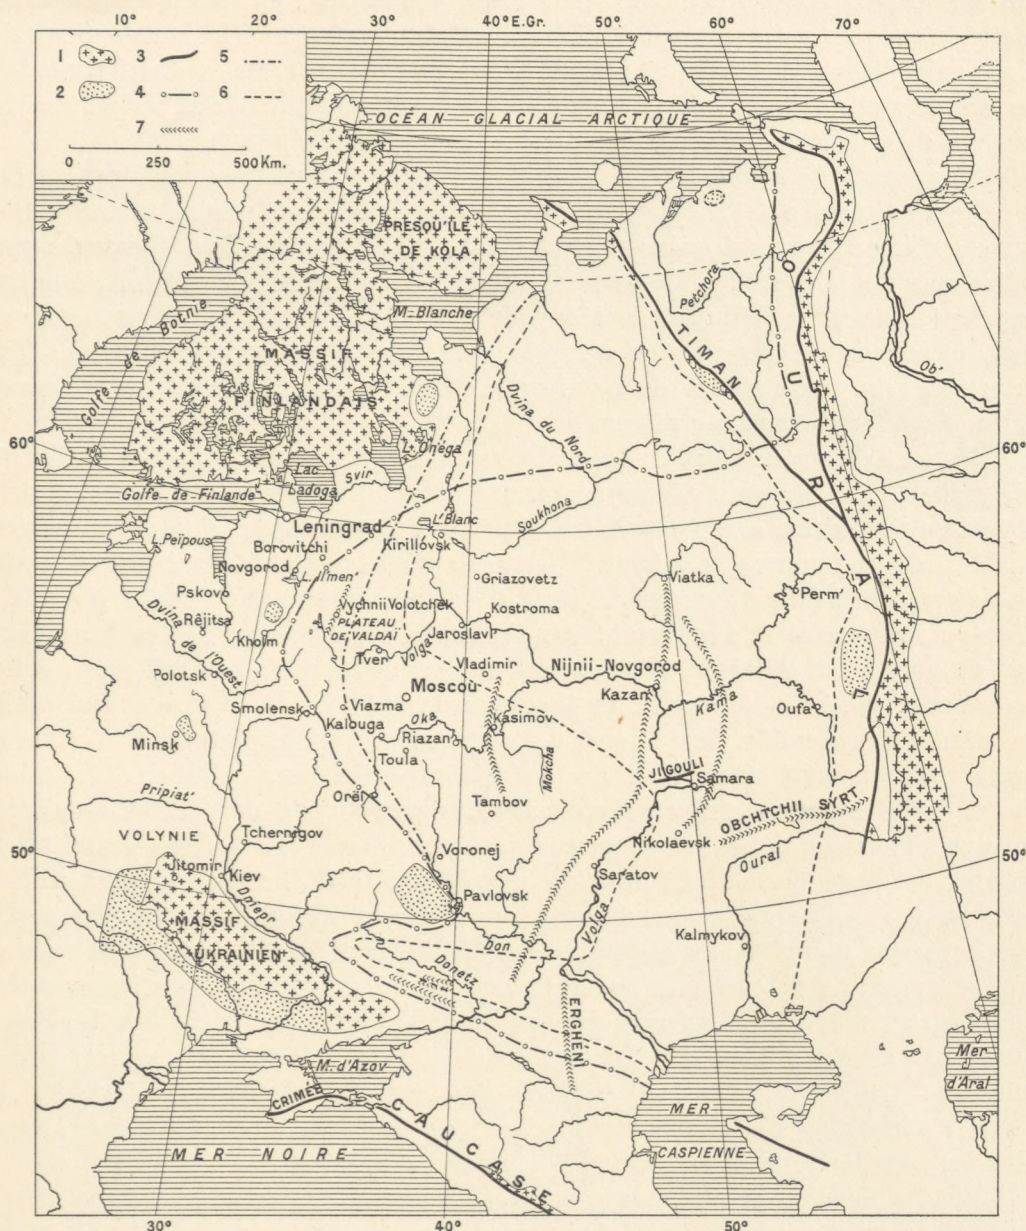 10° 20° 30° 40° E.Gr. 50° 60° 70°
1 3 5
2 4 6
7
0 250 500 Km.
OCÉAN GLACIAL ARCTIQUE
PRESQU'ILE
DE KOLA
Petchora
M. Blanche
Golfe de Botnie
MASSIF
FINLANDAIS
TIMAN
OURAL
Ob'
Dvina du Nord
60°
60°
L. Onega
Lac
Ladoga
Svir
Golfe de Finlande
Leningrad
L. Blanc
Soukhona
L. Peipous
Borovitchi
Kirillovsk
Novgorod
L. Ilmen'
Griazovetz
Viatka
Perm'
Pskov
Vychnii Volotchek
Kostroma
Dvina de l'Ouest
Rêjitsa
PLATEAU
DE VALDAÏ
Jaroslavl'
Kholm
Tver
Volga
Vladimir
Nijnii-Novgorod
Polotsk
Moscou
Kazan
Kama
Oufa
Smolensk
Viazma
Kalouga
Oka
Kasimov
Riazan
Minsk
Toula
Mokcha
JIGOULI
Samara
Orël
Tambov
Pripiat'
OBCHTCHII SYRT
VOLYNIE
Tchernigov
Nikolaevsk
Voronej
Oural
50°
50°
Jitomir
Kiev
Saratov
Dniepr
Pavlovsk
MASSIF
UKRAINIEN
Volga
Kalmykov
Don
Donetz
ERGHÉNI
M. d'Azov
Mer
d'Aral
CRIMÉE
CAUCASE
MER
CASPIENNE
MER NOIRE
30° 40° 50°